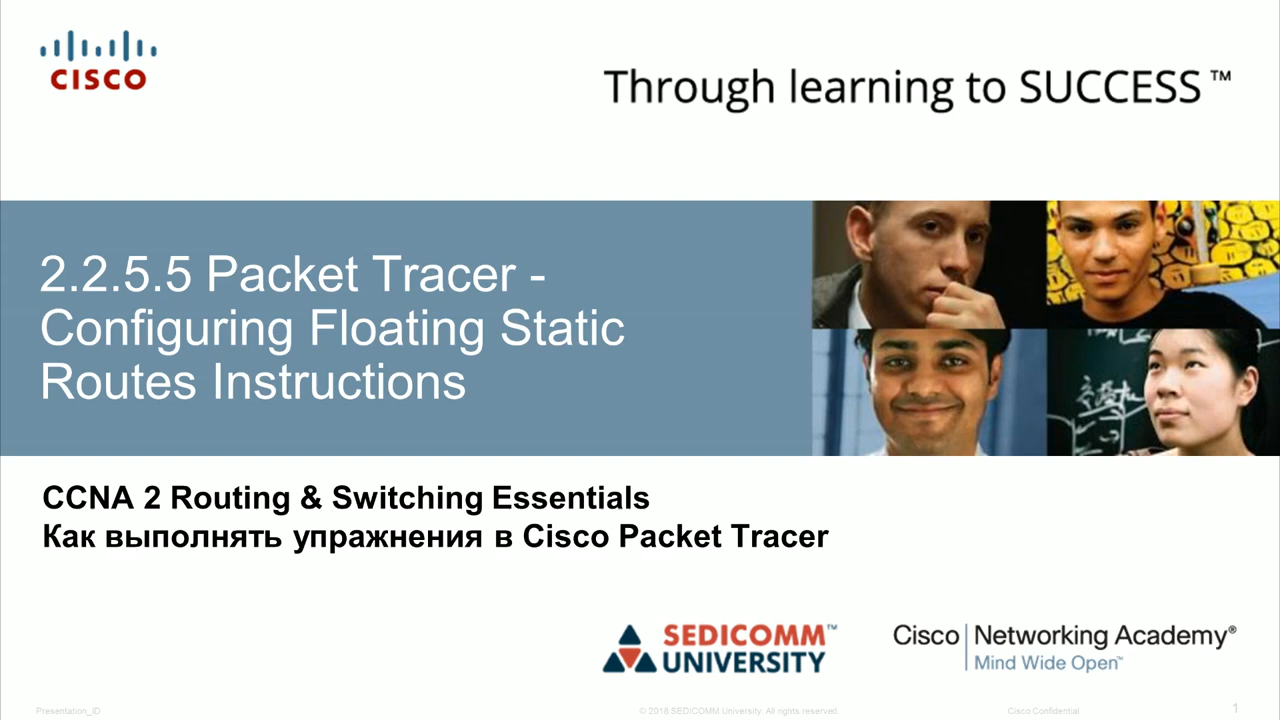 CISCO
Through learning to SUCCESS™
2.2.5.5 Packet Tracer -
Configuring Floating Static
Routes Instructions
CCNA 2 Routing & Switching Essentials
Как выполнять упражнения в Cisco Packet Tracer
SEDICOMM™
UNIVERSITY
Cisco Networking Academy®
Mind Wide Open™
Presentation_ID
© 2018 SEDICOMM University. All rights reserved.
Cisco Confidential
1